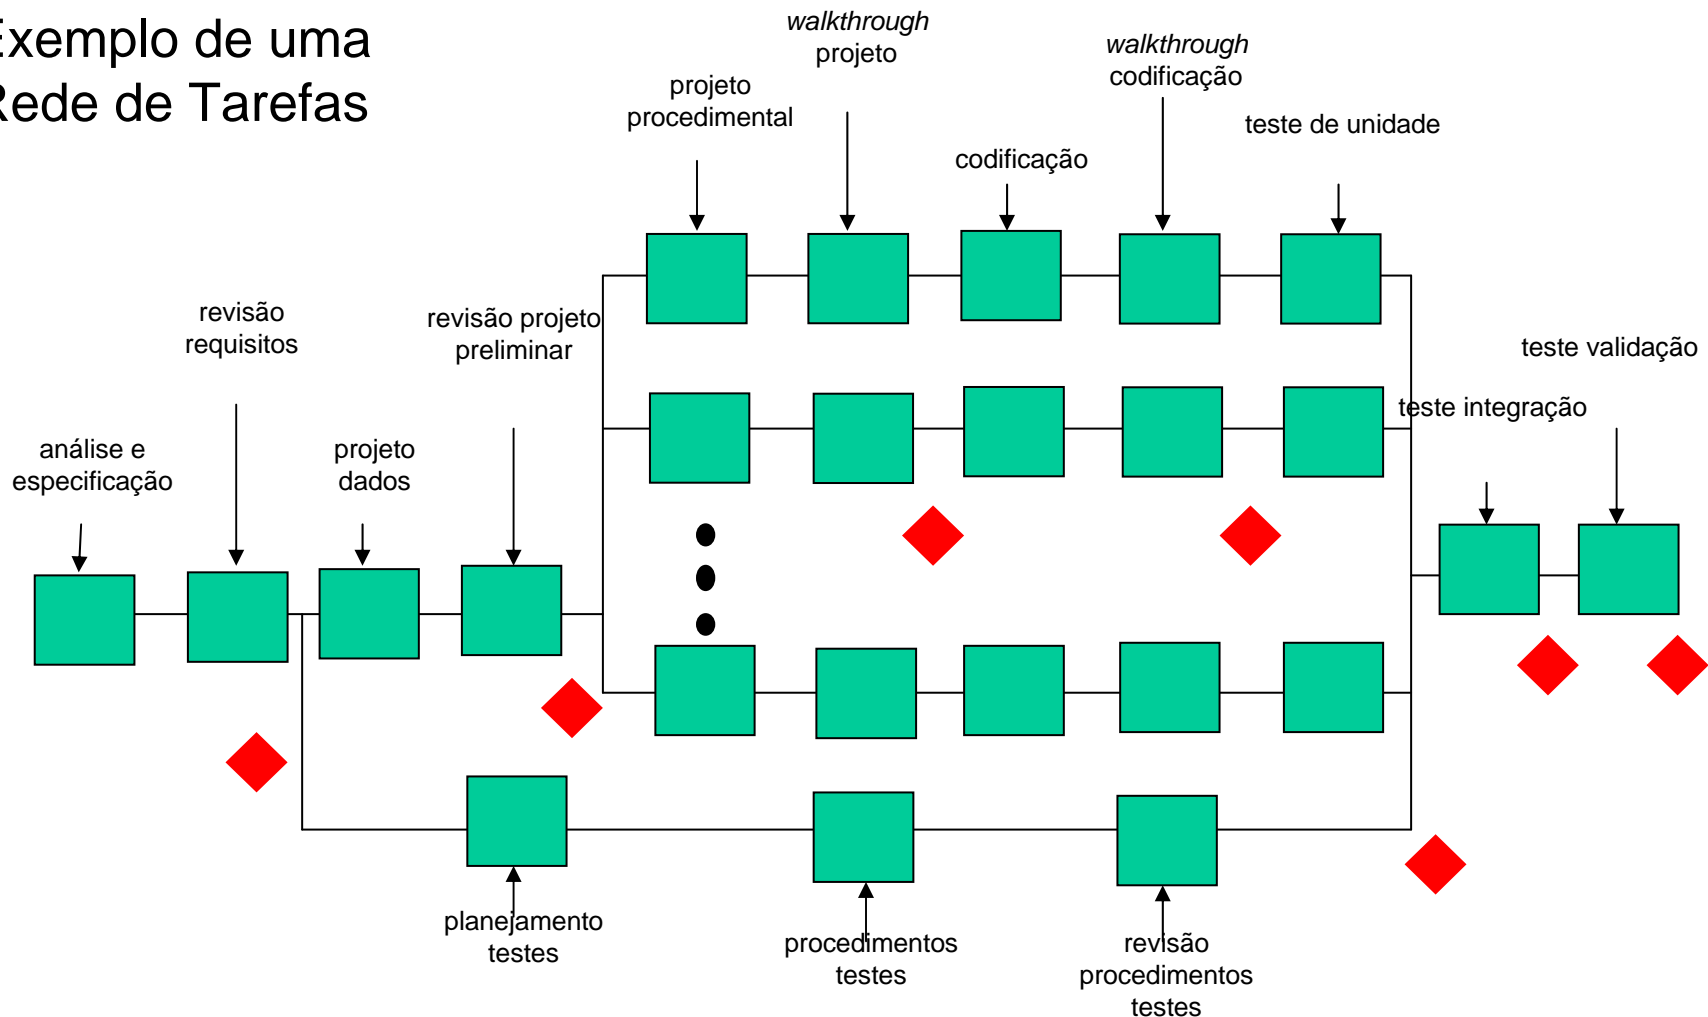 Exemplo de uma
Rede de Tarefas
walkthrough
projeto
walkthrough
codificação
projeto
procedimental
teste de unidade
codificação
revisão
requisitos
revisão projeto
preliminar
teste validação
teste integração
análise e
especificação
projeto
dados
planejamento
testes
procedimentos
testes
revisão
procedimentos
testes